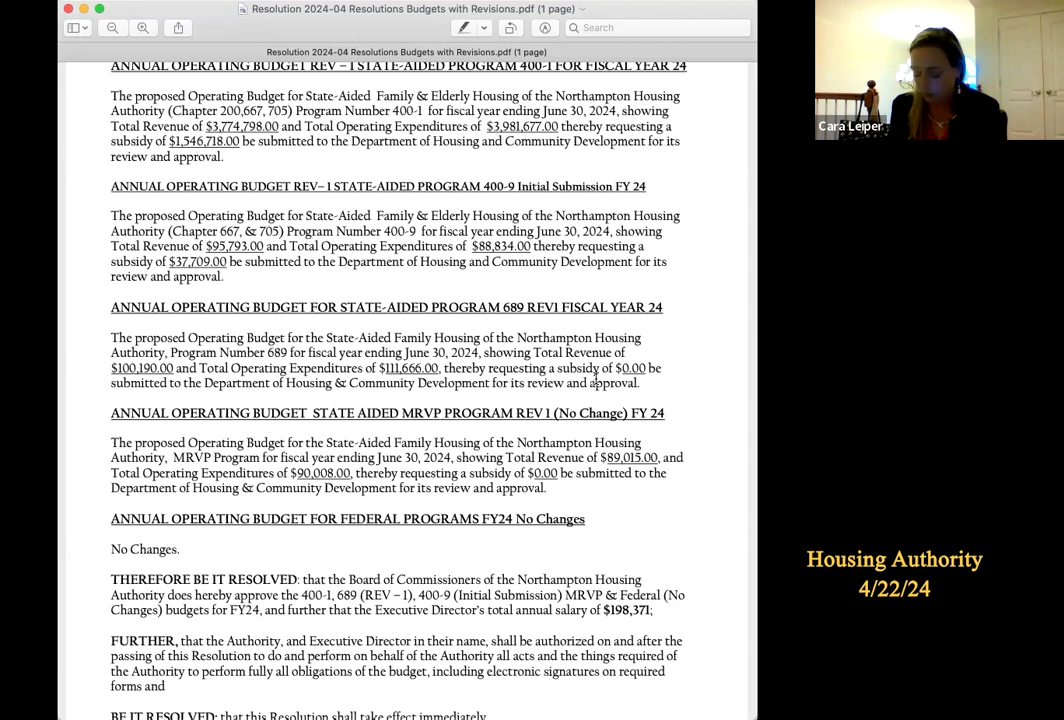 Resolution 2024-04 Resolutions Budgets with Revisions.pdf (1 page)
Search
Resolution 2024-04 Resolutions Budgets with Revisions.pdf (1 page)
ANNUAL OPERATING BUDGET REV – 1 STATE-AIDED PROGRAM 400-1 FOR FISCAL YEAR 24
The proposed Operating Budget for State-Aided Family & Elderly Housing of the Northampton Housing
Authority (Chapter 200,667, 705) Program Number 400-1 for fiscal year ending June 30, 2024, showing
Total Revenue of $3,774,798.00 and Total Operating Expenditures of $3,981,677.00 thereby requesting a
subsidy of $1,546,718.00 be submitted to the Department of Housing and Community Development for its
review and approval.
ANNUAL OPERATING BUDGET REV– 1 STATE-AIDED PROGRAM 400-9 Initial Submission FY 24
The proposed Operating Budget for State-Aided Family & Elderly Housing of the Northampton Housing
Authority (Chapter 667, & 705) Program Number 400-9 for fiscal year ending June 30, 2024, showing
Total Revenue of $95,793.00 and Total Operating Expenditures of $88,834.00 thereby requesting a
subsidy of $37,709.00 be submitted to the Department of Housing and Community Development for its
review and approval.
ANNUAL OPERATING BUDGET FOR STATE-AIDED PROGRAM 689 REV1 FISCAL YEAR 24
The proposed Operating Budget for the State-Aided Family Housing of the Northampton Housing
Authority, Program Number 689 for fiscal year ending June 30, 2024, showing Total Revenue of
$100,190.00 and Total Operating Expenditures of $111,666.00, thereby requesting a subsidy of $0.00 be
submitted to the Department of Housing & Community Development for its review and approval.
ANNUAL OPERATING BUDGET STATE AIDED MRVP PROGRAM REV 1 (No Change) FY 24
The proposed Operating Budget for the State-Aided Family Housing of the Northampton Housing
Authority, MRVP Program for fiscal year ending June 30, 2024, showing Total Revenue of $89,015.00, and
Total Operating Expenditures of $90,008.00, thereby requesting a subsidy of $0.00 be submitted to the
Department of Housing & Community Development for its review and approval.
ANNUAL OPERATING BUDGET FOR FEDERAL PROGRAMS FY24 No Changes
No Changes.
THEREFORE BE IT RESOLVED: that the Board of Commissioners of the Northampton Housing
Authority does hereby approve the 400-1, 689 (REV – 1), 400-9 (Initial Submission) MRVP & Federal (No
Changes) budgets for FY24, and further that the Executive Director's total annual salary of $198,371;
FURTHER, that the Authority, and Executive Director in their name, shall be authorized on and after the
passing of this Resolution to do and perform on behalf of the Authority all acts and the things required of
the Authority to perform fully all obligations of the budget, including electronic signatures on required
forms and
BE IT RESOLVED: that this Resolution shall take effect immediately.
Cara Leiper
Housing Authority
4/22/24